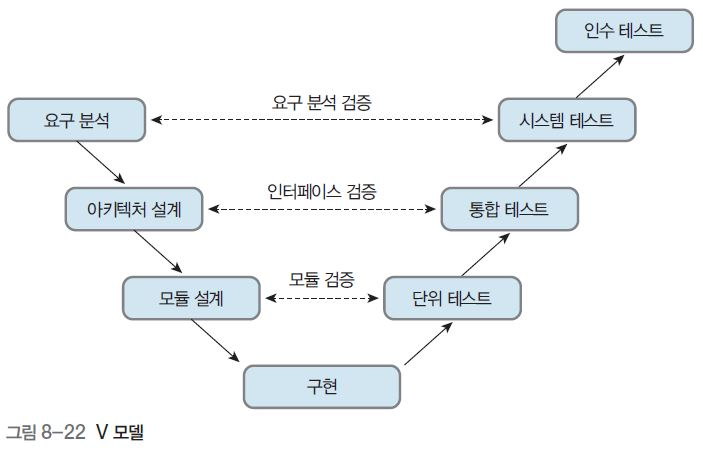 인수 테스트
요구 분석 검증
요구 분석
시스템 테스트
인터페이스 검증
아키텍처 설계
통합 테스트
모듈 검증
모듈 설계
단위 테스트
구현
그림 8-22 V 모델